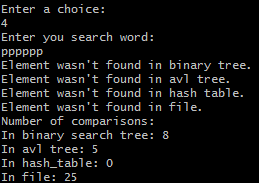 Enter a choice:
4
Enter you search word:
pppppp
Element wasn't found in binary tree.
Element wasn't found in avl tree.
Element wasn't found in hash table.
Element wasn't found in file.
Number of comparisons:
In binary search tree: 8
In avl tree: 5
In hash_table: 0
In file: 25